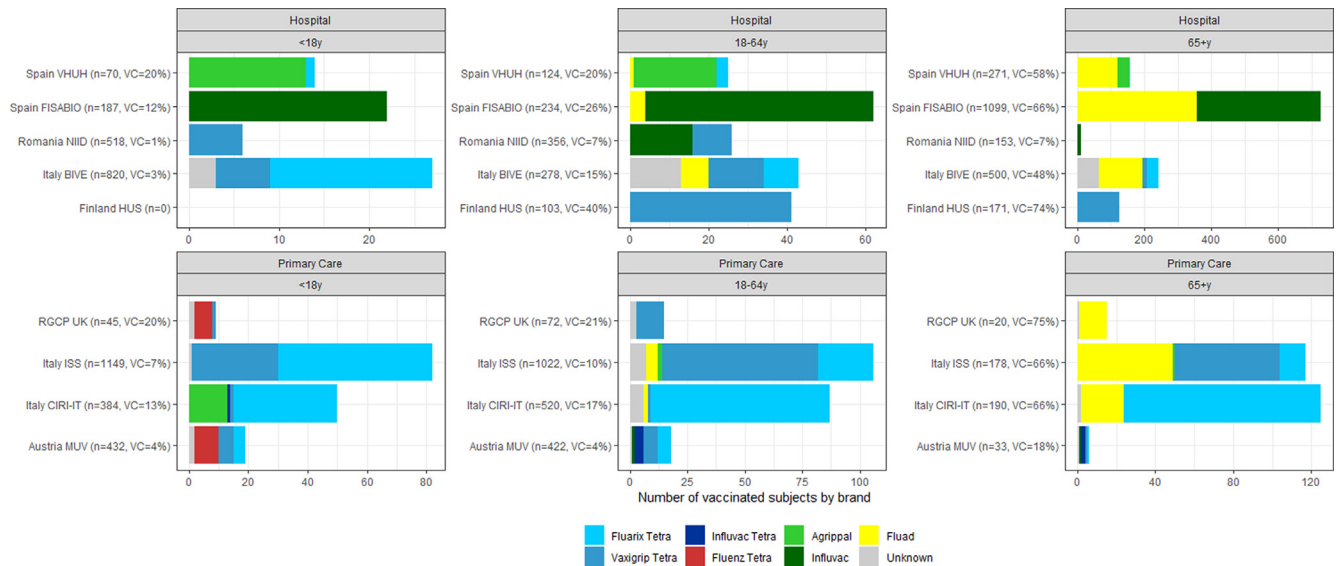 Hospital
<18y
Spain VHUH (n=70, VC=20%)
Spain FISABIO (n=187, VC=12%)
Romania NIID (n=518, VC=1%)
Italy BIVE (n=820, VC=3%)
Finland HUS (n=0)
0 10 20
Hospital
18-64y
Spain VHUH (n=124, VC=20%)
Spain FISABIO (n=234, VC=26%)
Romania NIID (n=356, VC=7%)
Italy BIVE (n=278, VC=15%)
Finland HUS (n=103, VC=40%)
0 20 40 60
Hospital
65+y
Spain VHUH (n=271, VC=58%)
Spain FISABIO (n=1099, VC=66%)
Romania NIID (n=153, VC=7%)
Italy BIVE (n=500, VC=48%)
Finland HUS (n=171, VC=74%)
0 200 400 600
Primary Care
<18y
RGCP UK (n=45, VC=20%)
Italy ISS (n=1149, VC=7%)
Italy CIRI-IT (n=384, VC=13%)
Austria MUV (n=432, VC=4%)
0 20 40 60 80
Primary Care
18-64y
RGCP UK (n=72, VC=21%)
Italy ISS (n=1022, VC=10%)
Italy CIRI-IT (n=520, VC=17%)
Austria MUV (n=422, VC=4%)
0 25 50 75 100
Primary Care
65+y
RGCP UK (n=20, VC=75%)
Italy ISS (n=178, VC=66%)
Italy CIRI-IT (n=190, VC=66%)
Austria MUV (n=33, VC=18%)
0 40 80 120
Number of vaccinated subjects by brand
Fluarix Tetra Influvac Tetra Agrippal Fluad
Vaxigrip Tetra Fluenz Tetra Influvac Unknown